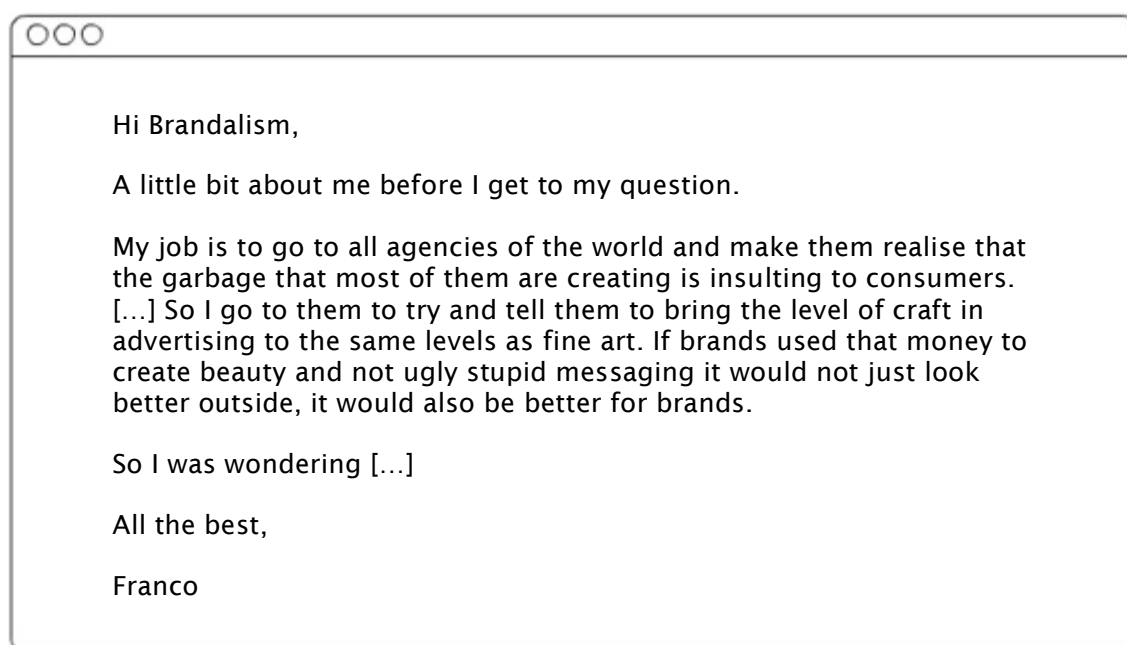 Hi Brandalism,
A little bit about me before I get to my question.
My job is to go to all agencies of the world and make them realise that
the garbage that most of them are creating is insulting to consumers.
[…] So I go to them to try and tell them to bring the level of craft in
advertising to the same levels as fine art. If brands used that money to
create beauty and not ugly stupid messaging it would not just look
better outside, it would also be better for brands.
So I was wondering […]
All the best,
Franco